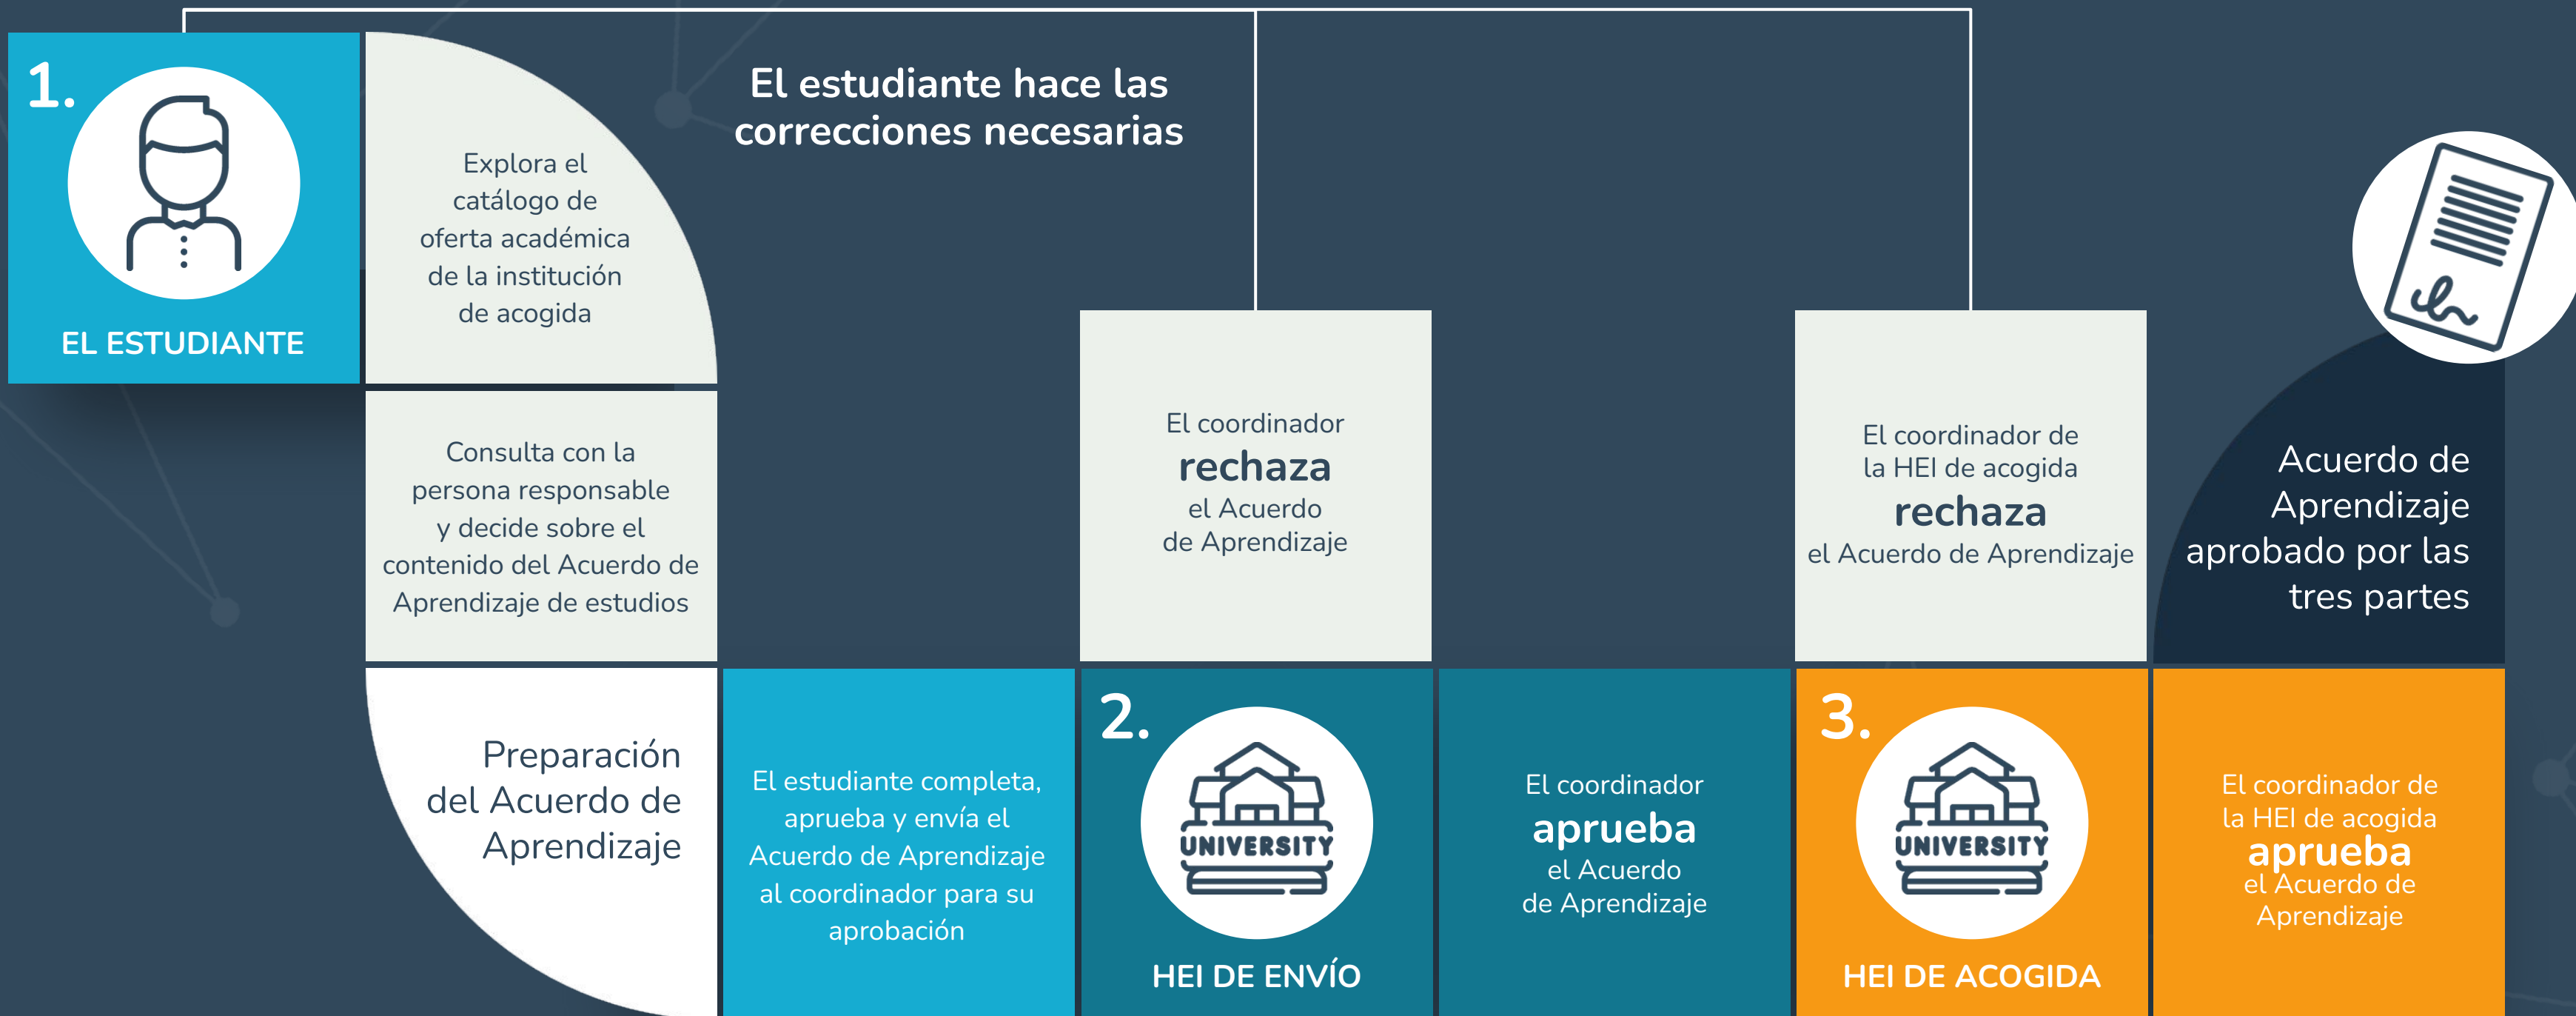 1.
EL ESTUDIANTE
Explora el
catálogo de
oferta académica
de la institución
de acogida
El estudiante hace las
correcciones necesarias
Consulta con la
persona responsable
y decide sobre el
contenido del Acuerdo de
Aprendizaje de estudios
Preparación
del Acuerdo de
Aprendizaje
El estudiante completa,
aprueba y envía el
Acuerdo de Aprendizaje
al coordinador para su
aprobación
El coordinador
rechaza
el Acuerdo
de Aprendizaje
2.
UNIVERSITY
HEI DE ENVÍO
El coordinador
aprueba
el Acuerdo
de Aprendizaje
El coordinador de
la HEI de acogida
rechaza
el Acuerdo de Aprendizaje
3.
UNIVERSITY
HEI DE ACOGIDA
El coordinador de
la HEI de acogida
aprueba
el Acuerdo de
Aprendizaje
Acuerdo de
Aprendizaje
aprobado por las
tres partes